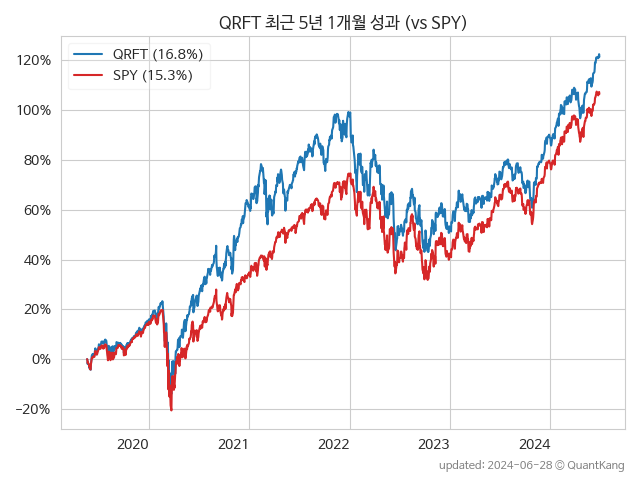 QRFT 최근 5년 1개월 성과 (vs SPY)
QRFT (16.8%)
SPY (15.3%)
120%
100%
80%
60%
40%
20%
0%
−20%
2020 2021 2022 2023 2024
updated: 2024-06-28 © QuantKang